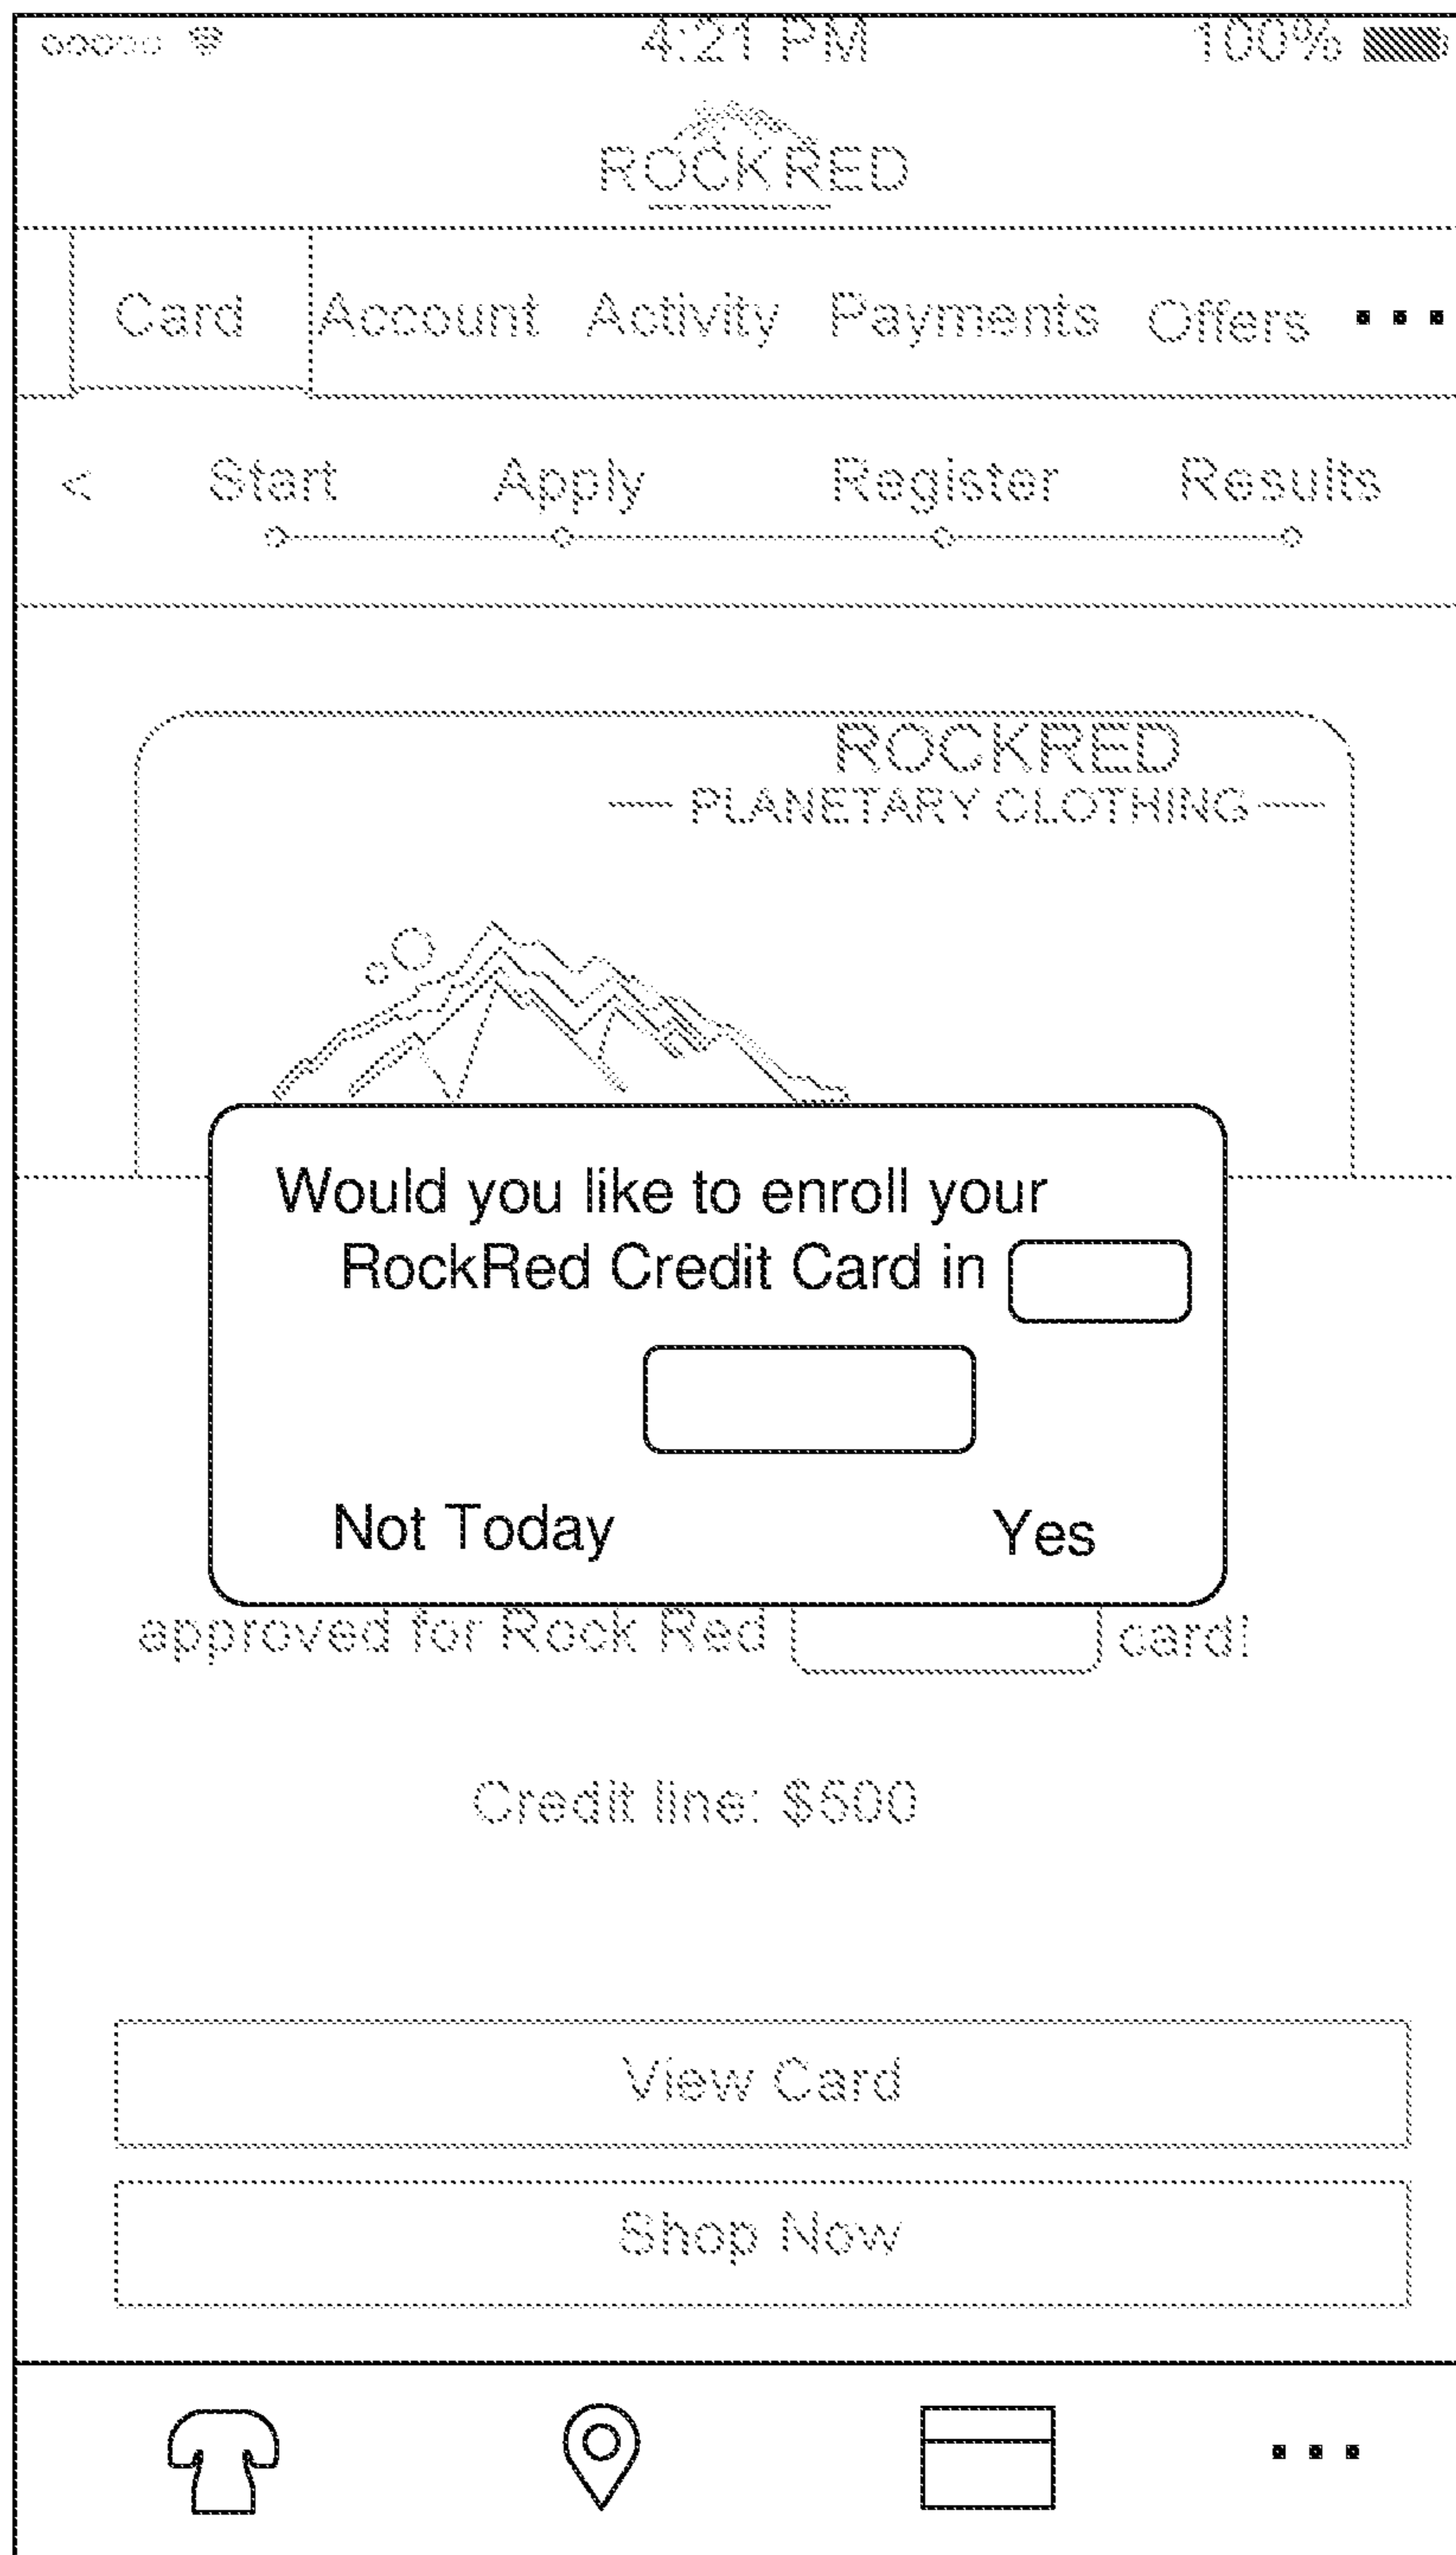 4:21 PM 100%
ROCKRED
Card Account Activity Payments Offers ...
< Start Apply Register Results
ROCKRED
PLANETARY CLOTHING
Would you like to enroll your
RockRed Credit Card in
Not Today Yes
approved for Rock Red card!
Credit line: $500
View Card
Shop Now
...